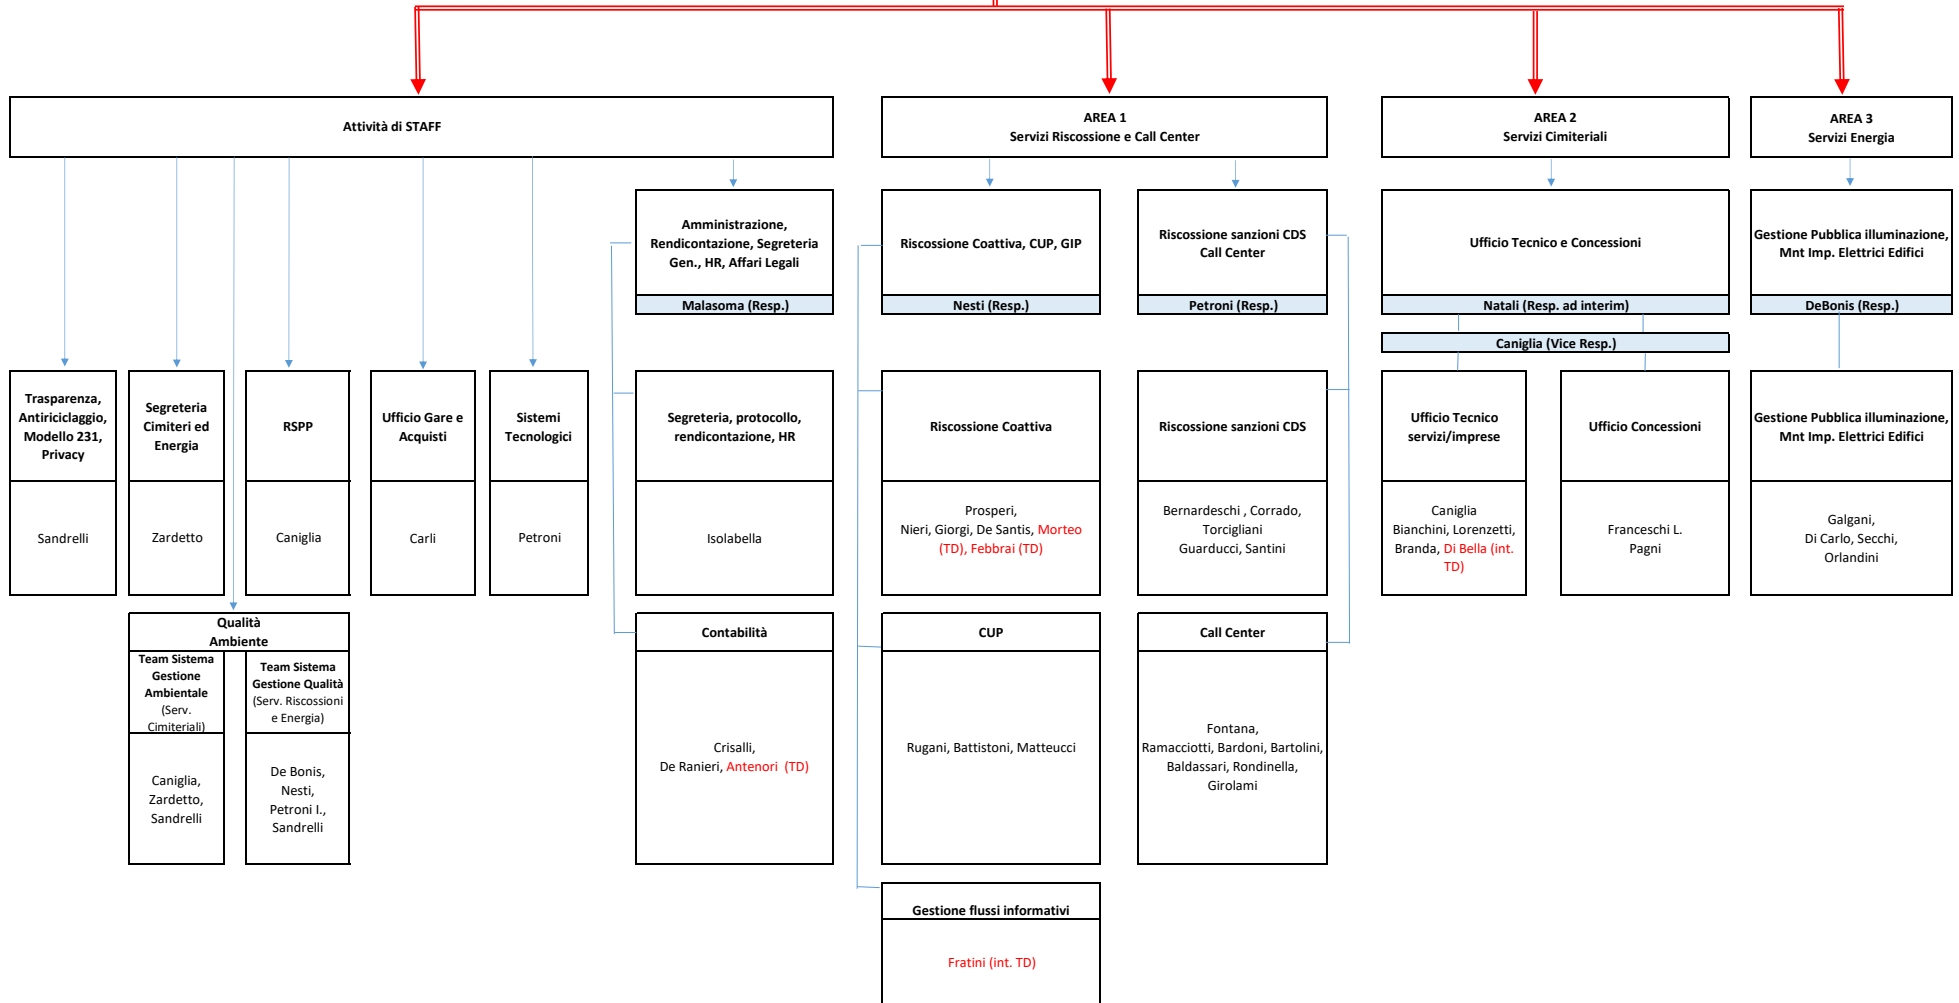 Attività di STAFF
AREA 1
Servizi Riscossione e Call Center
AREA 2
Servizi Cimiteriali
AREA 3
Servizi Energia
Amministrazione,
Rendicontazione, Segreteria
Gen., HR, Affari Legali
Malasoma (Resp.)
Riscossione Coattiva, CUP, GIP
Nesti (Resp.)
Riscossione sanzioni CDS
Call Center
Petroni (Resp.)
Ufficio Tecnico e Concessioni
Natali (Resp. ad interim)
Caniglia (Vice Resp.)
Gestione Pubblica illuminazione,
Mnt Imp. Elettrici Edifici
DeBonis (Resp.)
Trasparenza,
Antiriciclaggio,
Modello 231,
Privacy
Sandrelli
Segreteria
Cimiteri ed
Energia
Zardetto
RSPP
Caniglia
Ufficio Gare e
Acquisti
Carli
Sistemi
Tecnologici
Petroni
Segreteria, protocollo,
rendicontazione, HR
Isolabella
Riscossione Coattiva
Prosperi,
Nieri, Giorgi, De Santis, Morteo
(TD), Febbrai (TD)
Riscossione sanzioni CDS
Bernardeschi , Corrado,
Torcigliani
Guarducci, Santini
Ufficio Tecnico
servizi/imprese
Caniglia
Bianchini, Lorenzetti,
Branda, Di Bella (int.
TD)
Ufficio Concessioni
Franceschi L.
Pagni
Gestione Pubblica illuminazione,
Mnt Imp. Elettrici Edifici
Galgani,
Di Carlo, Secchi,
Orlandini
Qualità
Ambiente
Team Sistema
Gestione
Ambientale
(Serv.
Cimiteriali)
Caniglia,
Zardetto,
Sandrelli
Team Sistema
Gestione Qualità
(Serv. Riscossioni
e Energia)
De Bonis,
Nesti,
Petroni I.,
Sandrelli
Contabilità
Crisalli,
De Ranieri, Antenori (TD)
CUP
Rugani, Battistoni, Matteucci
Call Center
Fontana,
Ramacciotti, Bardoni, Bartolini,
Baldassari, Rondinella,
Girolami
Gestione flussi informativi
Fratini (int. TD)